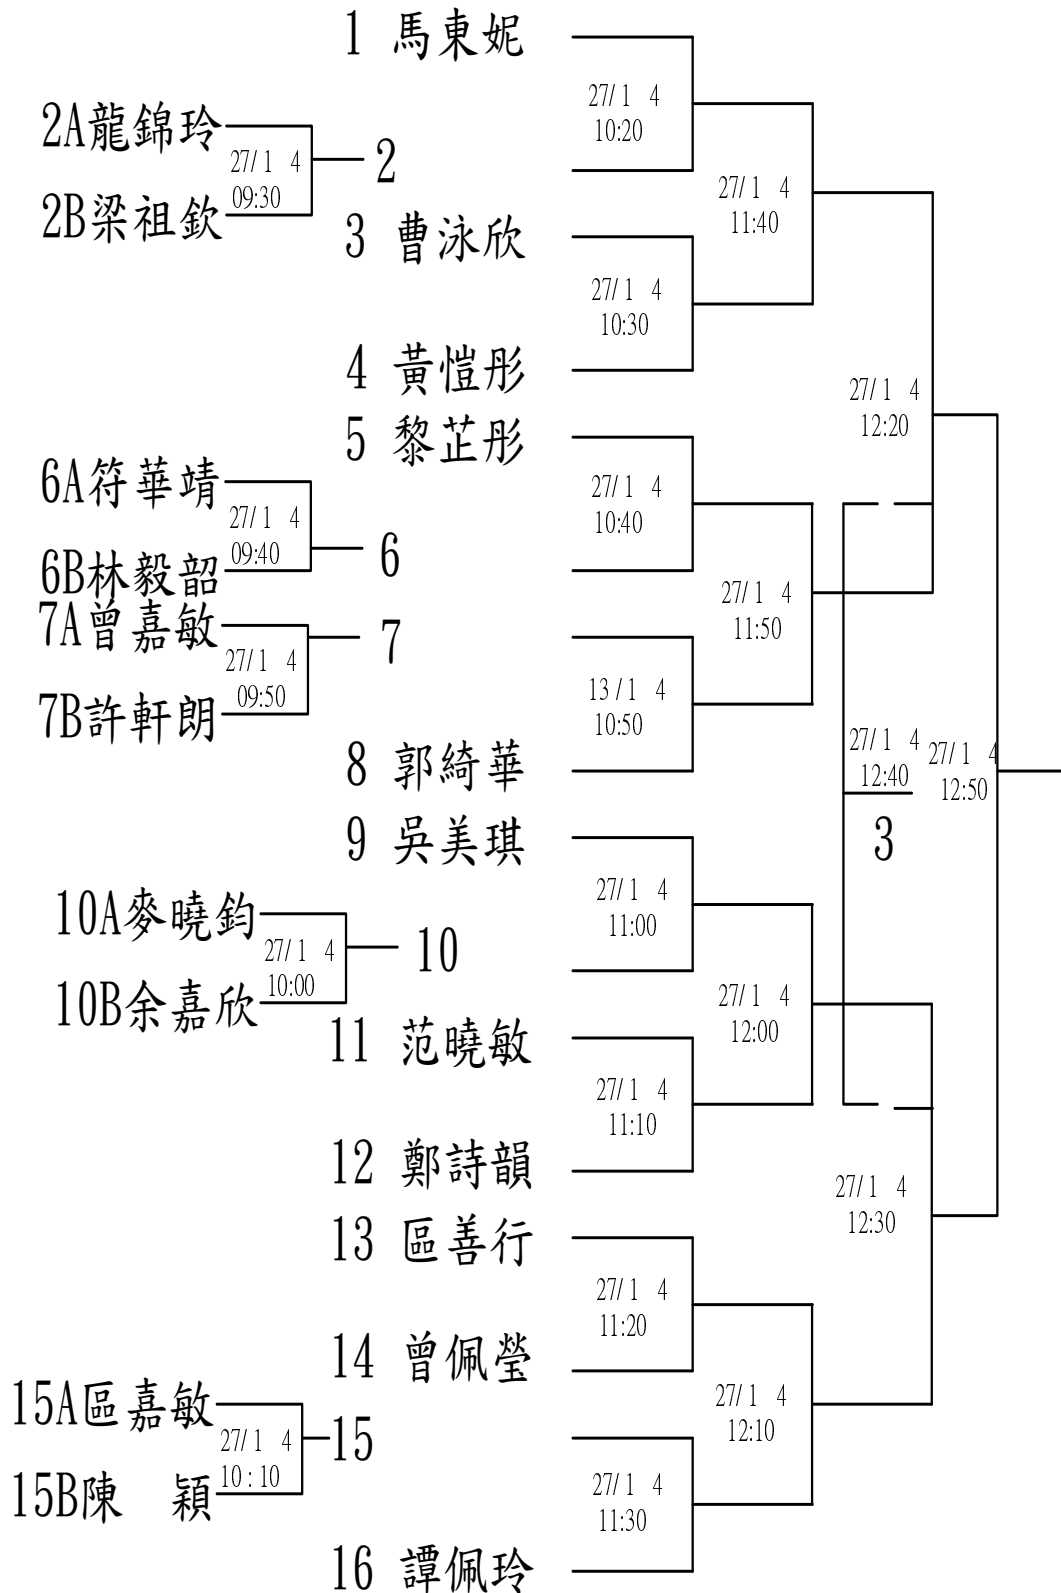 1 馬東妮
27/1 4
10:20
2A龍錦玲
27/1 4
09:30
2
2B梁祖欽
27/1 4
11:40
3 曹泳欣
27/1 4
10:30
4 黃愷彤
27/1 4
12:20
5 黎芷彤
6A符華靖
27/1 4
10:40
27/1 4
09:40
6
6B林毅韶
27/1 4
11:50
7A曾嘉敏
7
27/1 4
09:50
13/1 4
10:50
7B許軒朗
27/1 4
12:40
27/1 4
12:50
8 郭綺華
9 吳美琪
3
27/1 4
11:00
10A麥曉鈞
27/1 4
10:00
10
10B余嘉欣
27/1 4
12:00
11 范曉敏
27/1 4
11:10
12 鄭詩韻
27/1 4
12:30
13 區善行
27/1 4
11:20
14 曾佩瑩
15A區嘉敏
27/1 4
12:10
27/1 4
10:10
15
15B陳　穎
27/1 4
11:30
16 譚佩玲